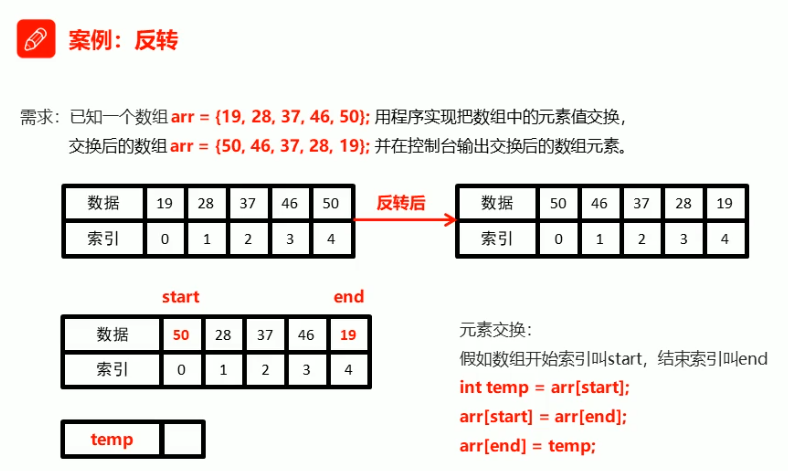 案例：反转
需求：已知一个数组 arr = {19, 28, 37, 46, 50}; 用程序实现把数组中的元素值交换，
交换后的数组 arr = {50, 46, 37, 28, 19}; 并在控制台输出交换后的数组元素。
数据 19 28 37 46 50
索引 0 1 2 3 4
反转后
数据 50 46 37 28 19
索引 0 1 2 3 4
start end
数据 50 28 37 46 19
索引 0 1 2 3 4
temp
元素交换：
假如数组开始索引叫start，结束索引叫end
int temp = arr[start];
arr[start] = arr[end];
arr[end] = temp;